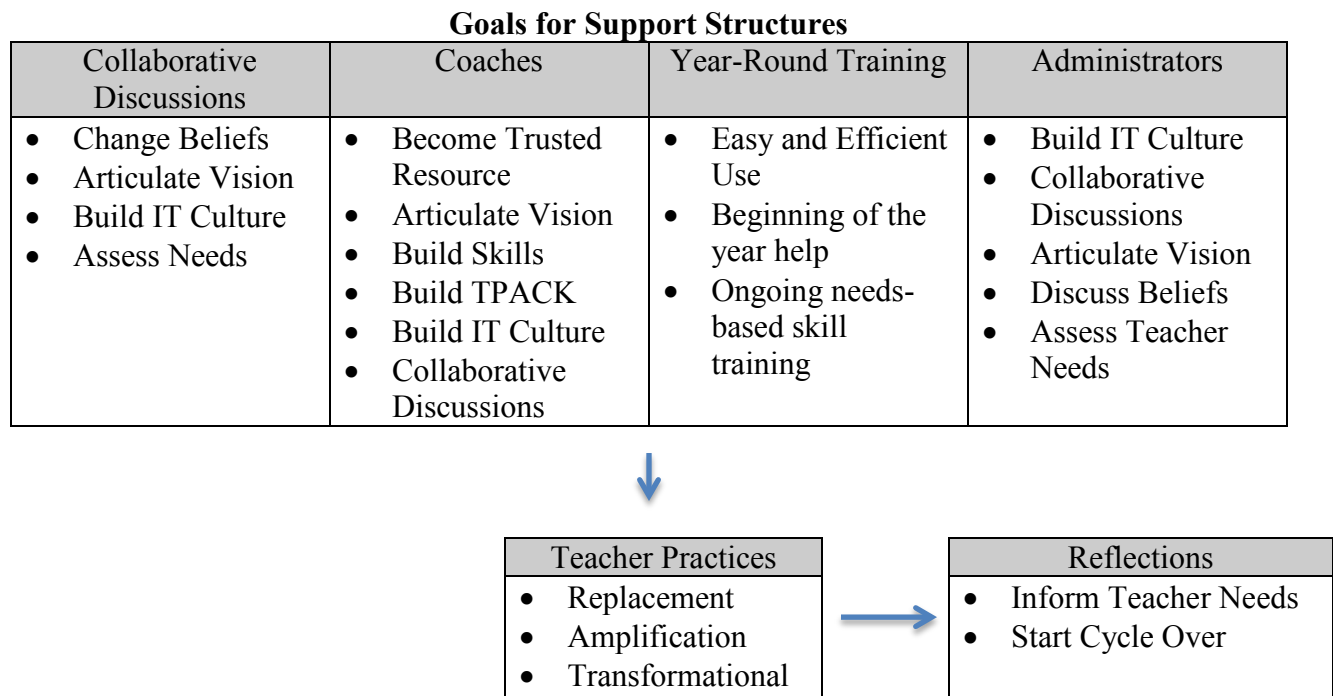 Goals for Support Structures
Collaborative
Discussions
• Change Beliefs
• Articulate Vision
• Build IT Culture
• Assess Needs
Coaches
• Become Trusted
Resource
• Articulate Vision
• Build Skills
• Build TPACK
• Build IT Culture
• Collaborative
Discussions
Year-Round Training
• Easy and Efficient
Use
• Beginning of the
year help
• Ongoing needs-
based skill
training
Administrators
• Build IT Culture
• Collaborative
Discussions
• Articulate Vision
• Discuss Beliefs
• Assess Teacher
Needs
Teacher Practices
• Replacement
• Amplification
• Transformational
Reflections
• Inform Teacher Needs
• Start Cycle Over